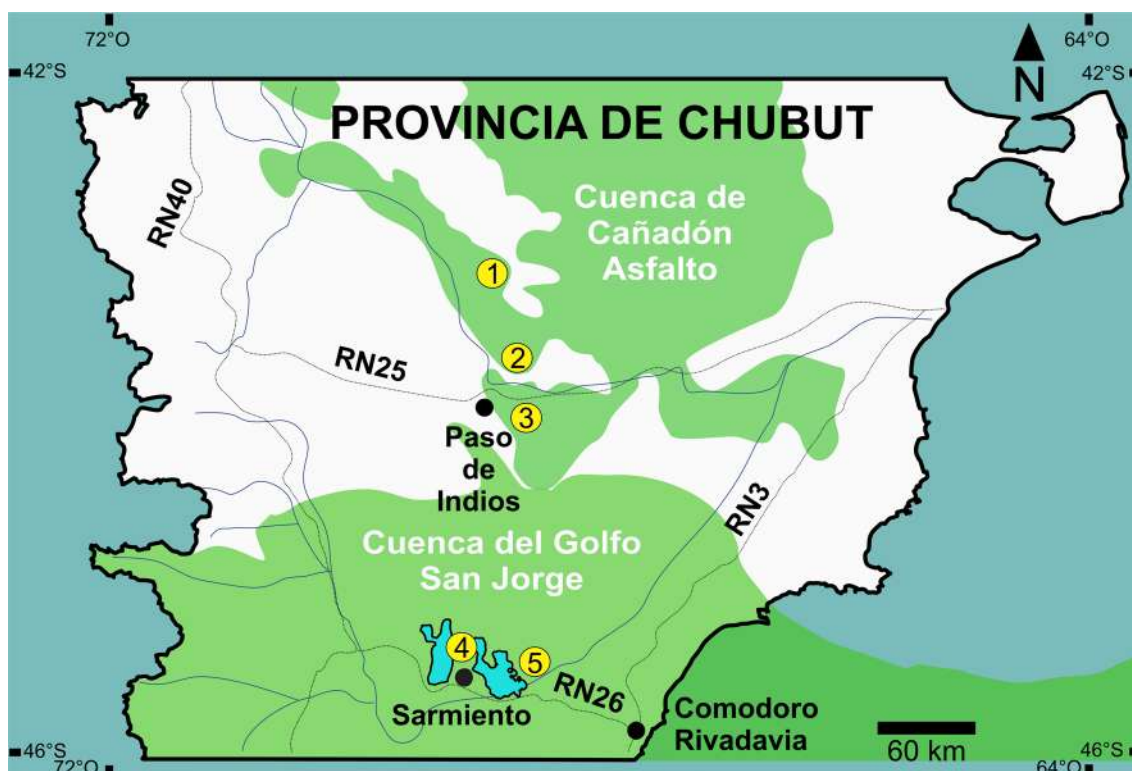 72°O
64°O
42°S
42°S
N
PROVINCIA DE CHUBUT
RN40
Cuenca de
Cañadón
Asfalto
1
2
RN25
3
Paso
de
Indios
RN3
Cuenca del Golfo
San Jorge
4
5
RN26
Sarmiento
Comodoro
Rivadavia
60 km
46°S
46°S
72°O
64°O